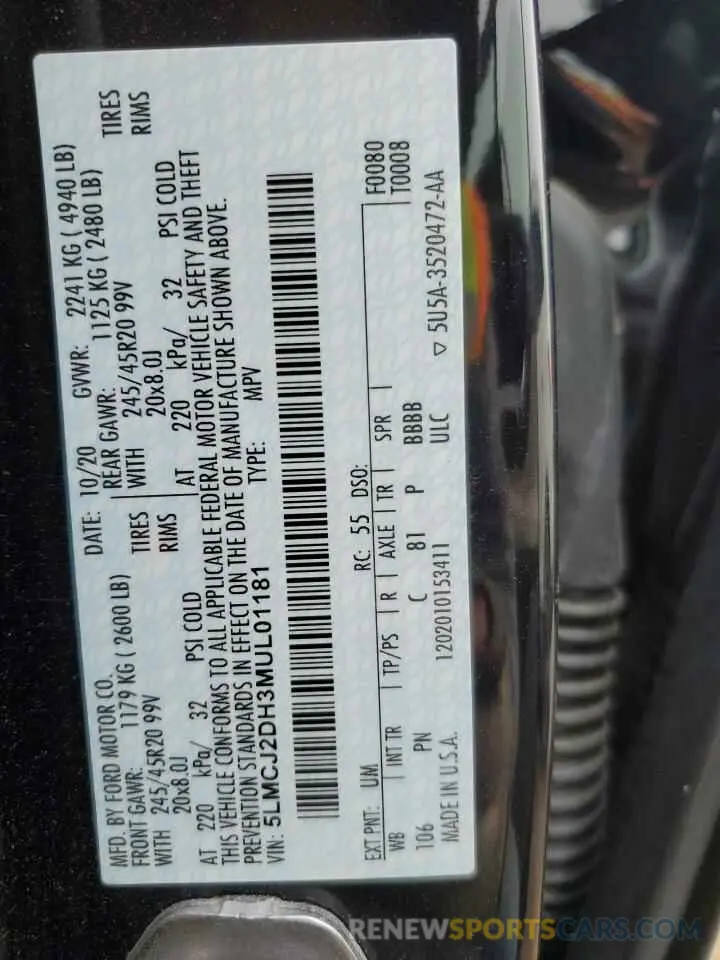 MFD. BY FORD MOTOR CO.
DATE: 10/20 GVWR: 2241 KG ( 4940 LB)
FRONT GAWR: 1179 KG ( 2600 LB) REAR GAWR: 1125 KG ( 2480 LB)
WITH 245/45R20 99V TIRES WITH 245/45R20 99V TIRES
20x8.0J RIMS 20x8.0J RIMS
AT 220 kPa/ 32 PSI COLD AT 220 kPa/ 32 PSI COLD
THIS VEHICLE CONFORMS TO ALL APPLICABLE FEDERAL MOTOR VEHICLE SAFETY AND THEFT
PREVENTION STANDARDS IN EFFECT ON THE DATE OF MANUFACTURE SHOWN ABOVE.
VIN: 5LMCJ2DH3MUL01181 TYPE: MPV
EXT PNT: UM RC: 55 DSO: F0080
WB INT TR TP/PS R AXLE TR SPR T0008
106 PN C 81 P BBBB
MADE IN U.S.A. 1202010153411 ULC ▽ 5U5A-3520472-AA
RENEWSPORTSCARS.COM